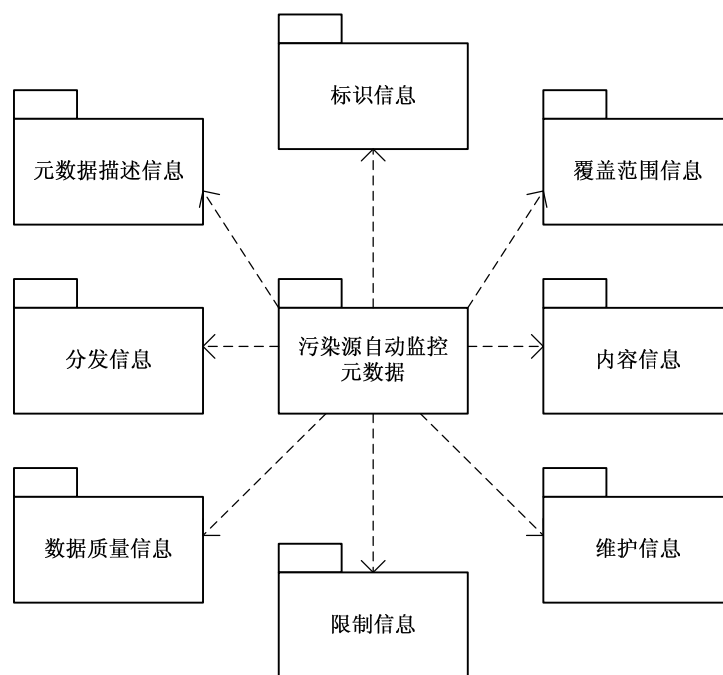 标识信息
元数据描述信息
覆盖范围信息
分发信息
污染源自动监控
元数据
内容信息
数据质量信息
维护信息
限制信息